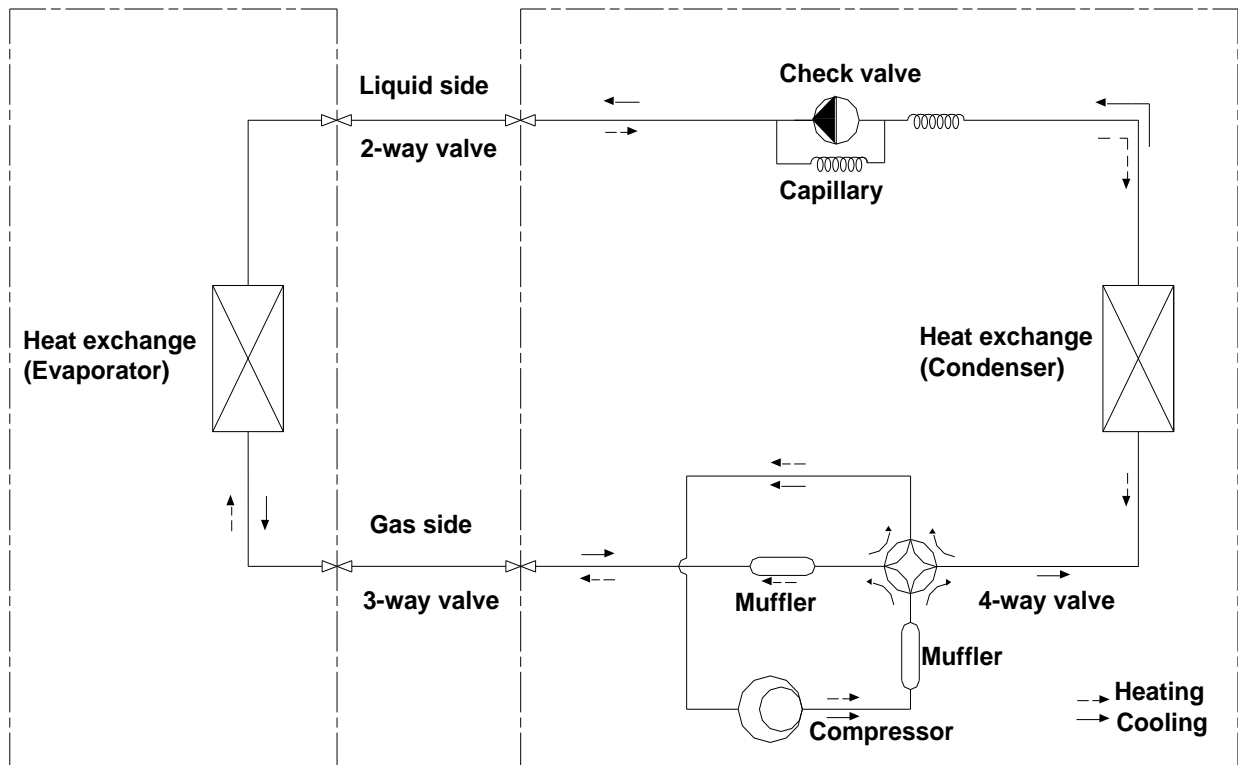 Liquid side
2-way valve
Check valve
Capillary
Heat exchange
(Evaporator)
Heat exchange
(Condenser)
Gas side
3-way valve
Muffler
4-way valve
Muffler
Compressor
Heating
Cooling